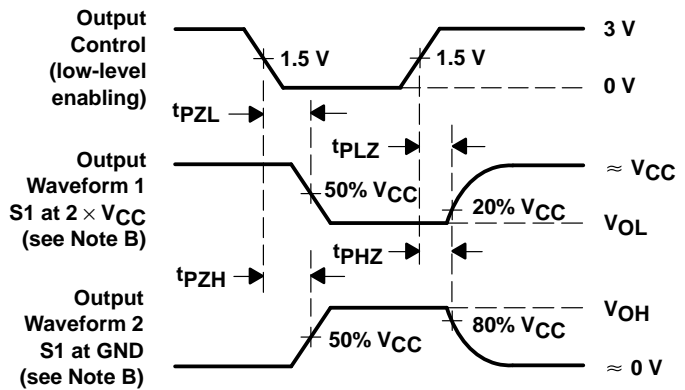 Output
Control
(low-level
enabling)
1.5 V
1.5 V
3 V
0 V
tPZL
tPLZ
Output
Waveform 1
S1 at 2 × VCC
(see Note B)
50% VCC
20% VCC
≈ VCC
VOL
tPZH
tPHZ
Output
Waveform 2
S1 at GND
(see Note B)
50% VCC
80% VCC
VOH
≈ 0 V